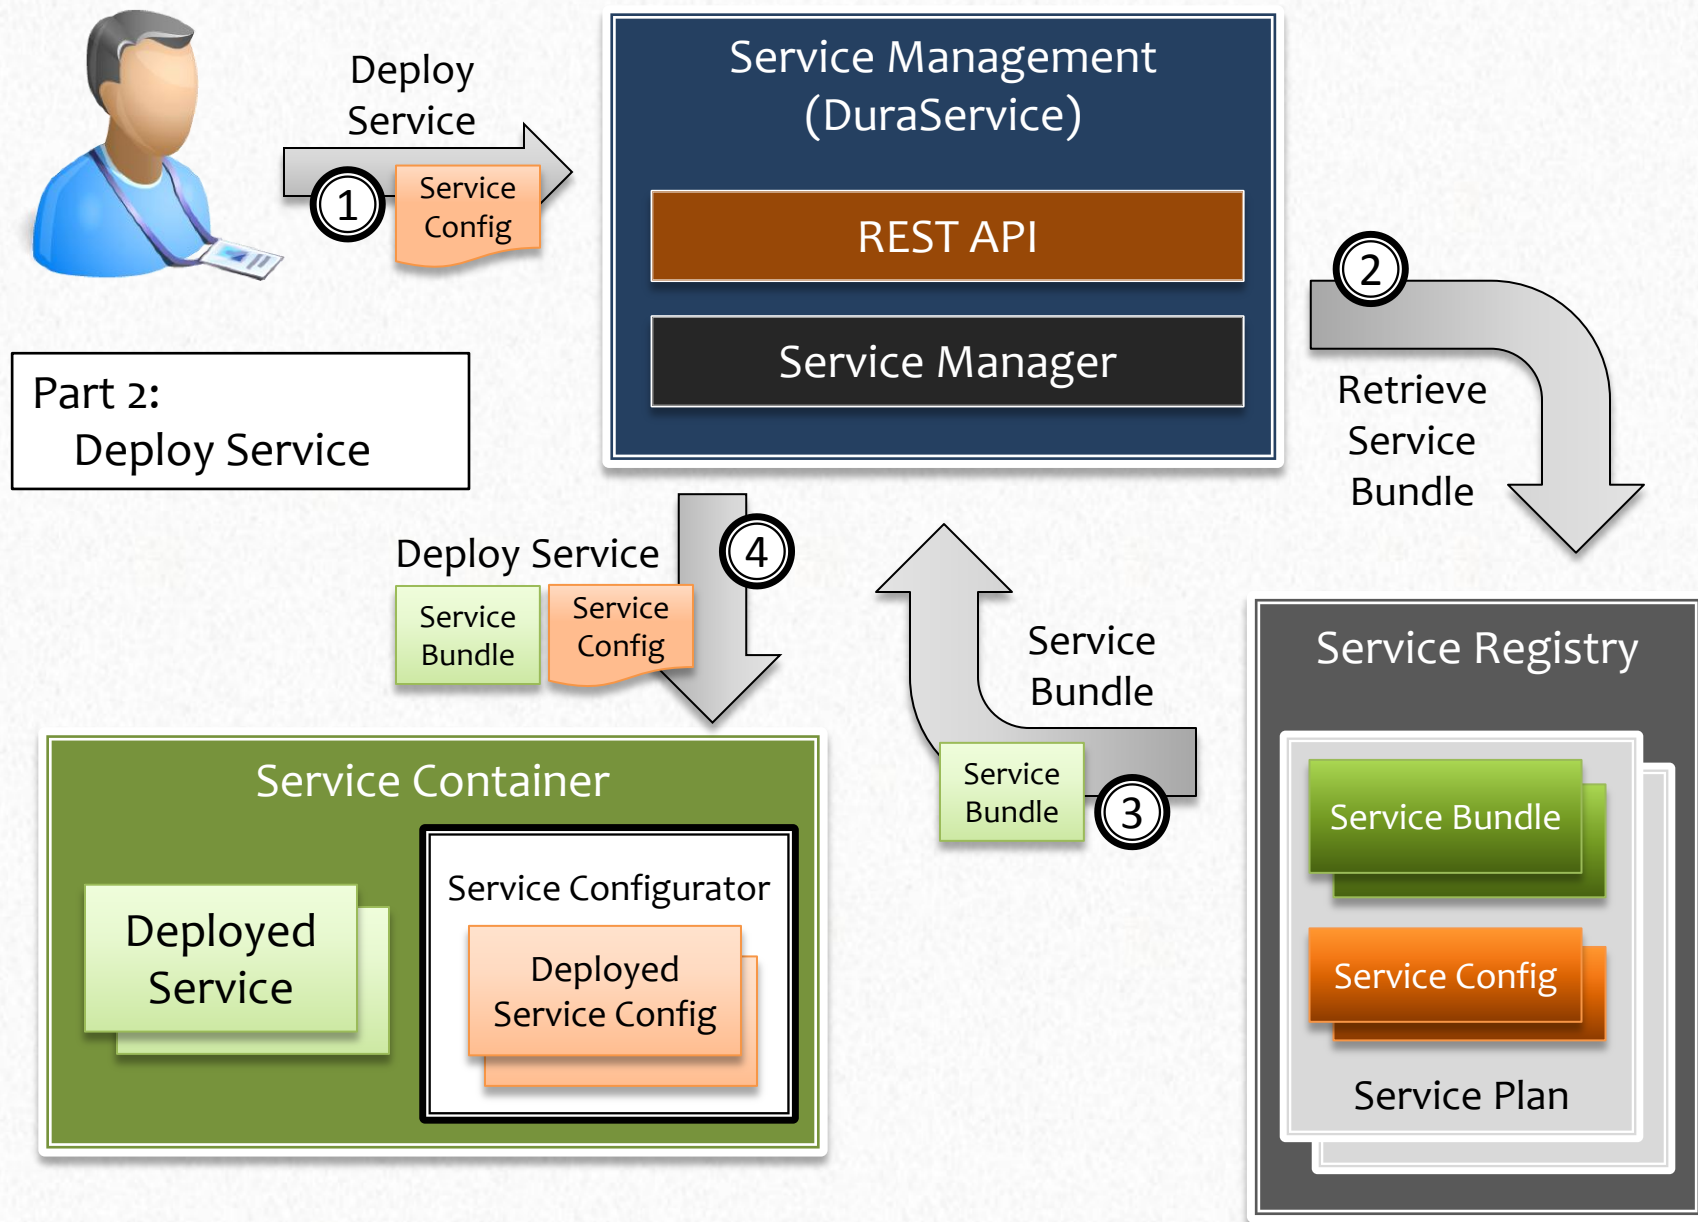 Deploy
Service
1
Service
Config
Service Management
(DuraService)
REST API
Service Manager
2
Retrieve
Service
Bundle
Part 2:
Deploy Service
Deploy Service
4
Service
Bundle
Service
Config
Service
Bundle
Service
Bundle
3
Service Registry
Service Bundle
Service Config
Service Plan
Service Container
Deployed
Service
Service Configurator
Deployed
Service Config